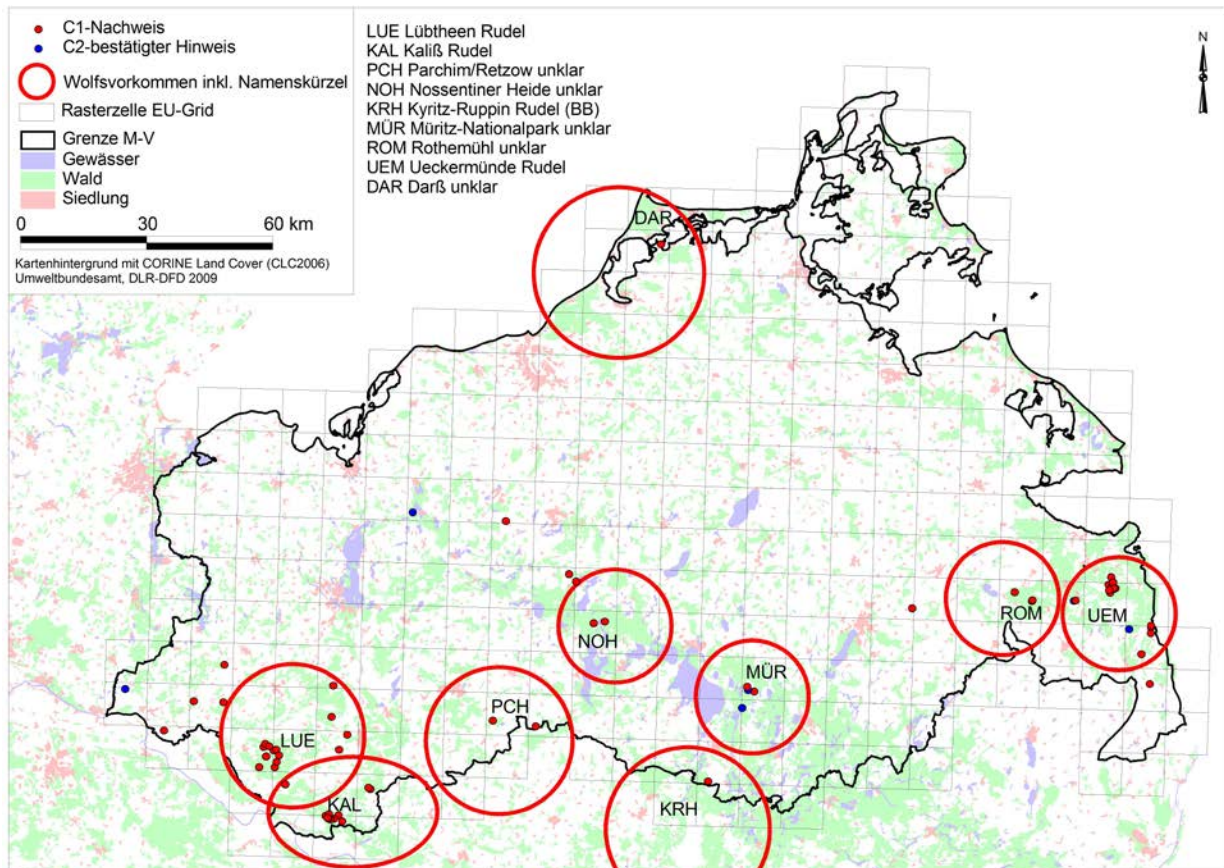 C1-Nachweis
C2-bestätigter Hinweis
Wolfsvorkommen inkl. Namenskürzel
Rasterzelle EU-Grid
Grenze M-V
Gewässer
Wald
Siedlung
0 30 60 km
Kartenhintergrund mit CORINE Land Cover (CLC2006)
Umweltbundesamt, DLR-DFD 2009
LUE Lübtheen Rudel
KAL Kaliß Rudel
PCH Parchim/Retzow unklar
NOH Nossentiner Heide unklar
KRH Kyritz-Ruppin Rudel (BB)
MÜR Müritz-Nationalpark unklar
ROM Rothemühl unklar
UEM Ueckermünde Rudel
DAR Darß unklar
N
DAR
ROM
UEM
NOH
MÜR
PCH
LUE
KAL
KRH